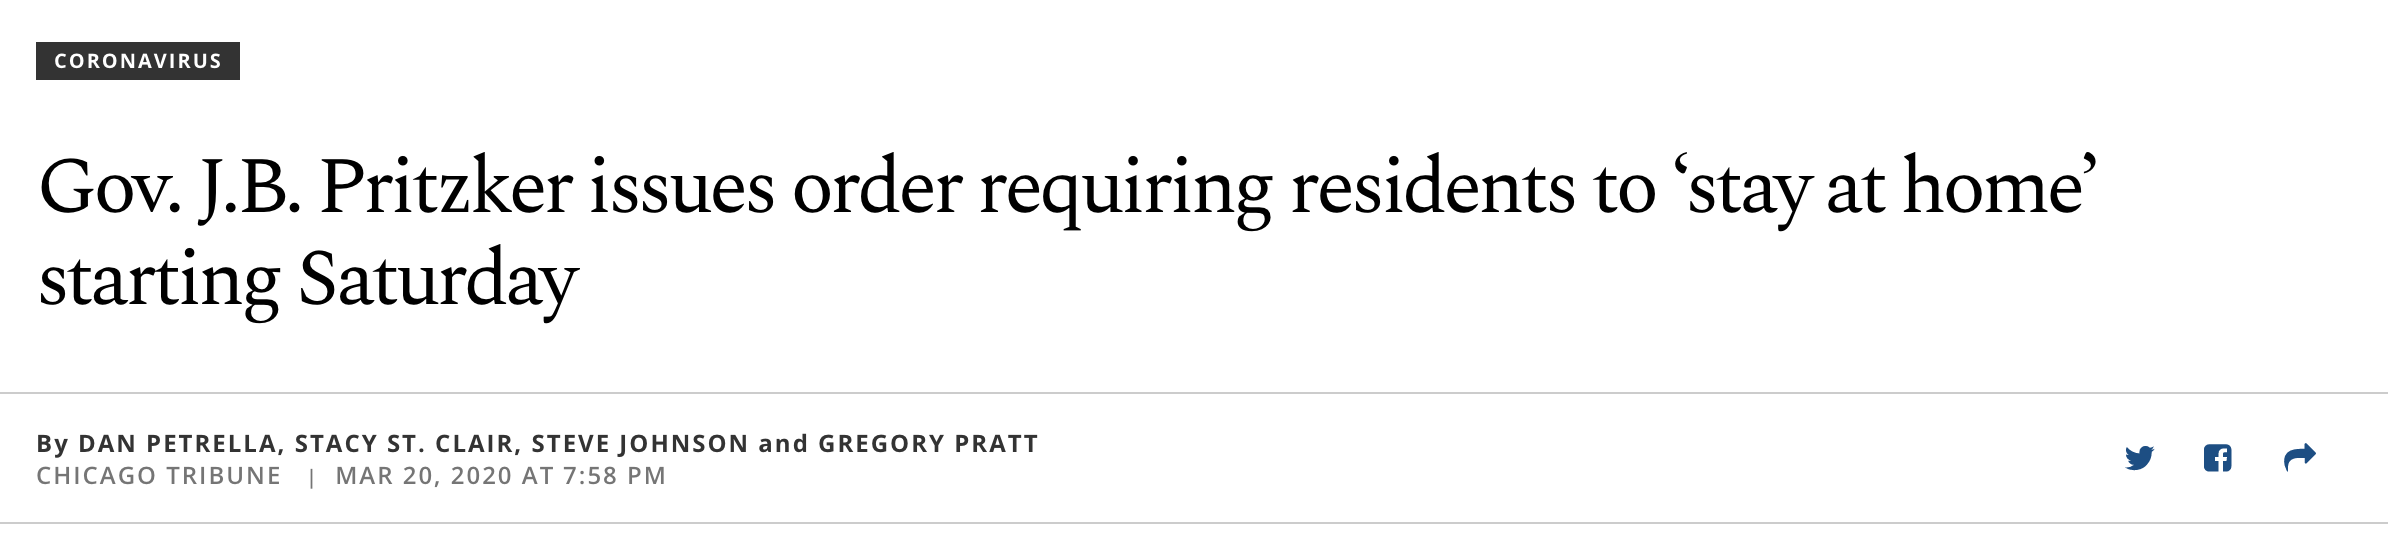 CORONAVIRUS
Gov. J.B. Pritzker issues order requiring residents to ‘stay at home’
starting Saturday
By DAN PETRELLA, STACY ST. CLAIR, STEVE JOHNSON and GREGORY PRATT
CHICAGO TRIBUNE | MAR 20, 2020 AT 7:58 PM